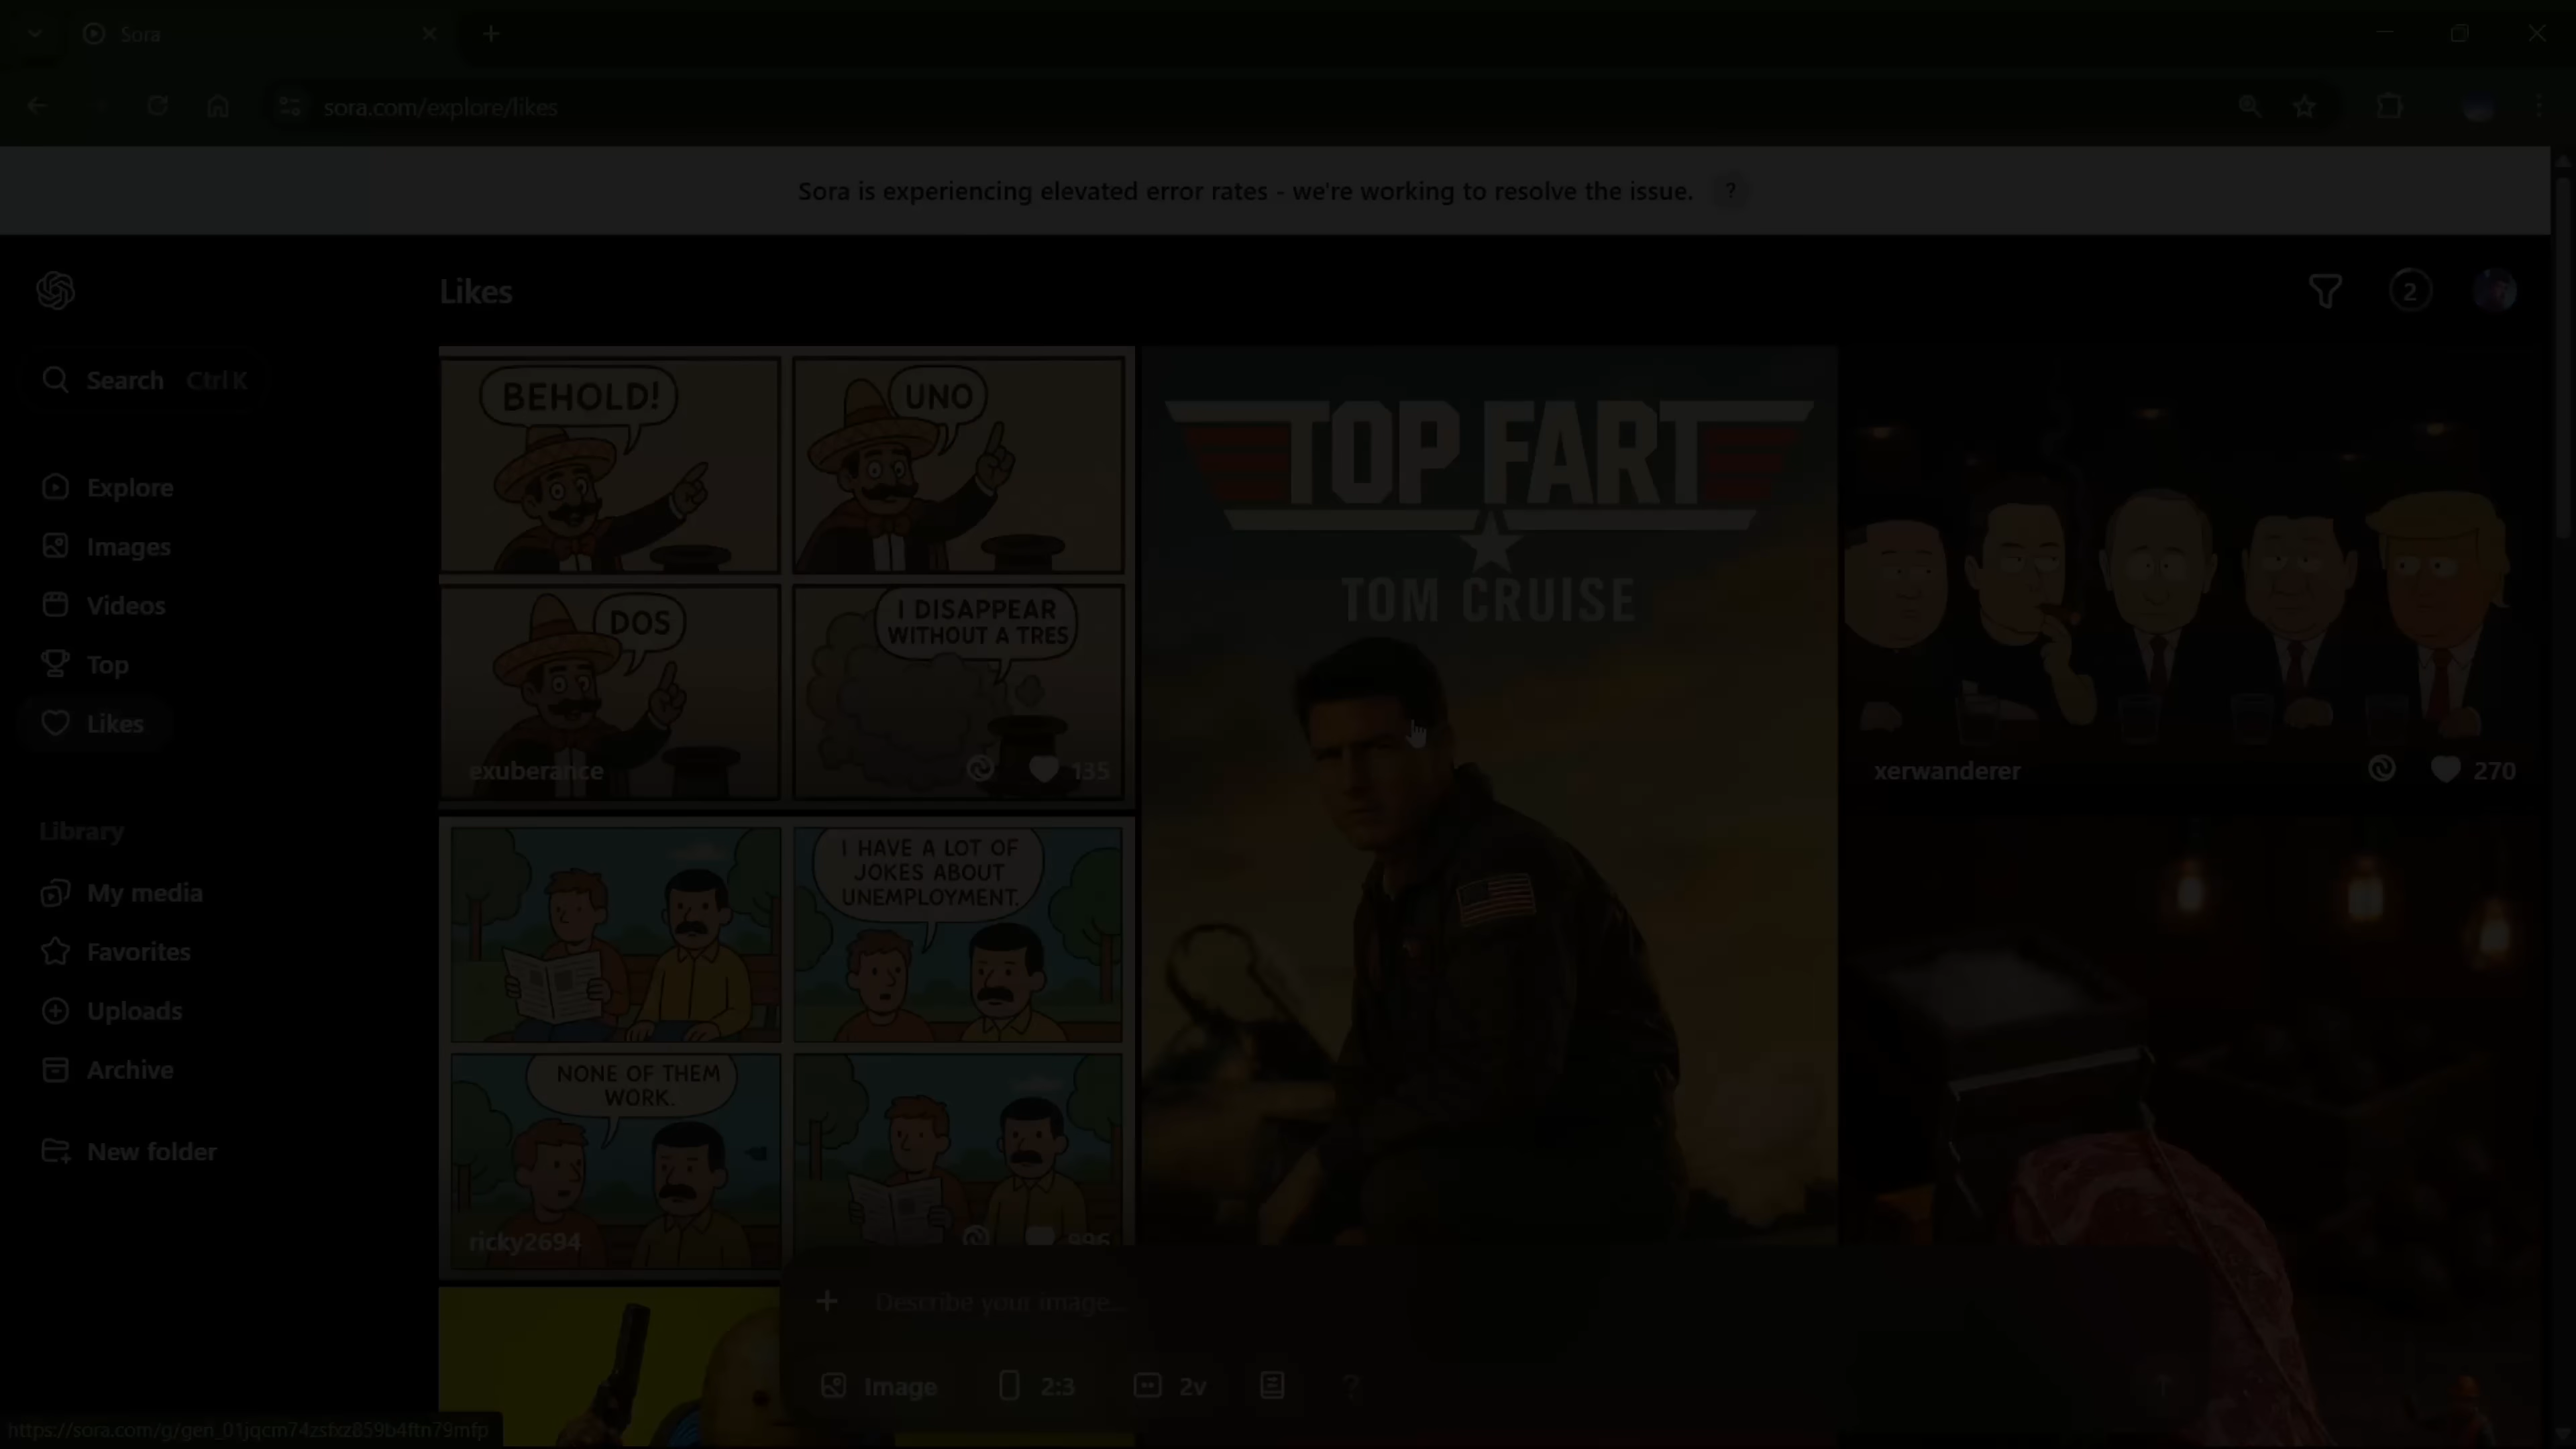 Sora
sora.com/explore/likes
Sora is experiencing elevated error rates - we're working to resolve the issue. ?
Likes
2
Search Ctrl K
Explore
Images
Videos
Top
Likes
Library
My media
Favorites
Uploads
Archive
New folder
BEHOLD!
UNO
DOS
I DISAPPEAR
WITHOUT A TRES
exuberance
135
TOP FART
TOM CRUISE
xerwanderer
270
I HAVE A LOT OF
JOKES ABOUT
UNEMPLOYMENT.
NONE OF THEM
WORK.
ricky2694
996
Describe your image...
Image
2:3
2v
?